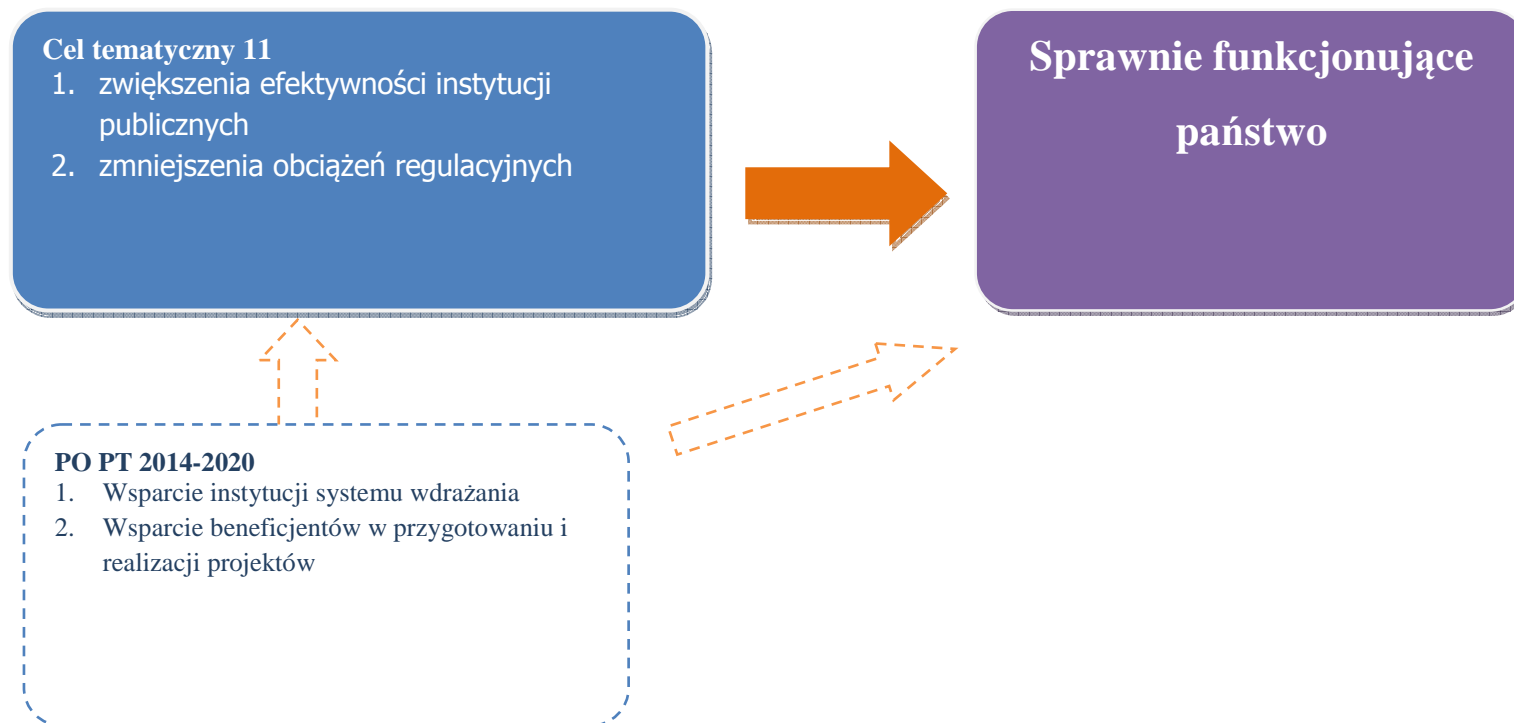 Cel tematyczny 11
1. zwiększenia efektywności instytucji
publicznych
2. zmniejszenia obciążeń regulacyjnych
Sprawnie funkcjonujące
państwo
PO PT 2014-2020
1. Wsparcie instytucji systemu wdrażania
2. Wsparcie beneficjentów w przygotowaniu i
realizacji projektów